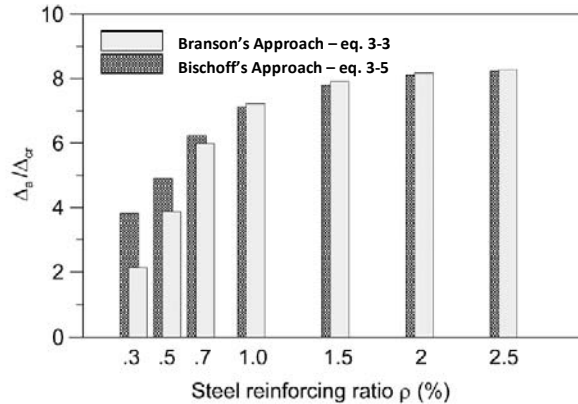 10
Branson's Approach – eq. 3-3
Bischoff's Approach – eq. 3-5
8
6
4
2
0
Δa/Δcr
.3 .5 .7 1.0 1.5 2 2.5
Steel reinforcing ratio ρ (%)